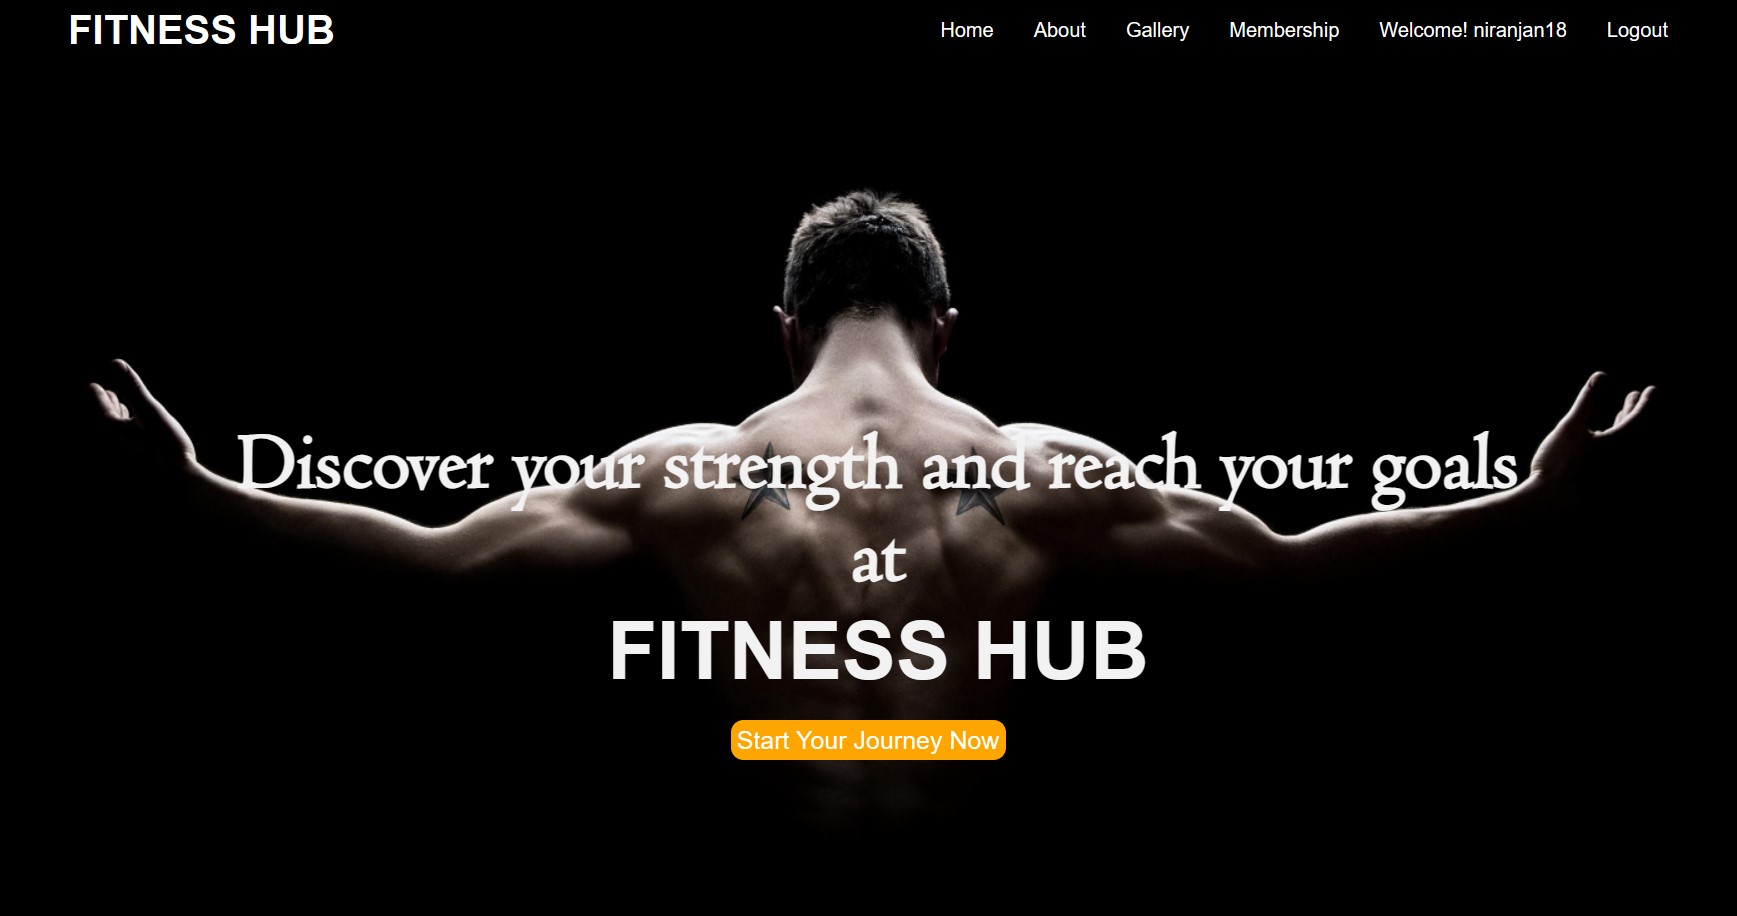 FITNESS HUB
Home About Gallery Membership Welcome! niranjan18 Logout
Discover your strength and reach your goals
at
FITNESS HUB
Start Your Journey Now